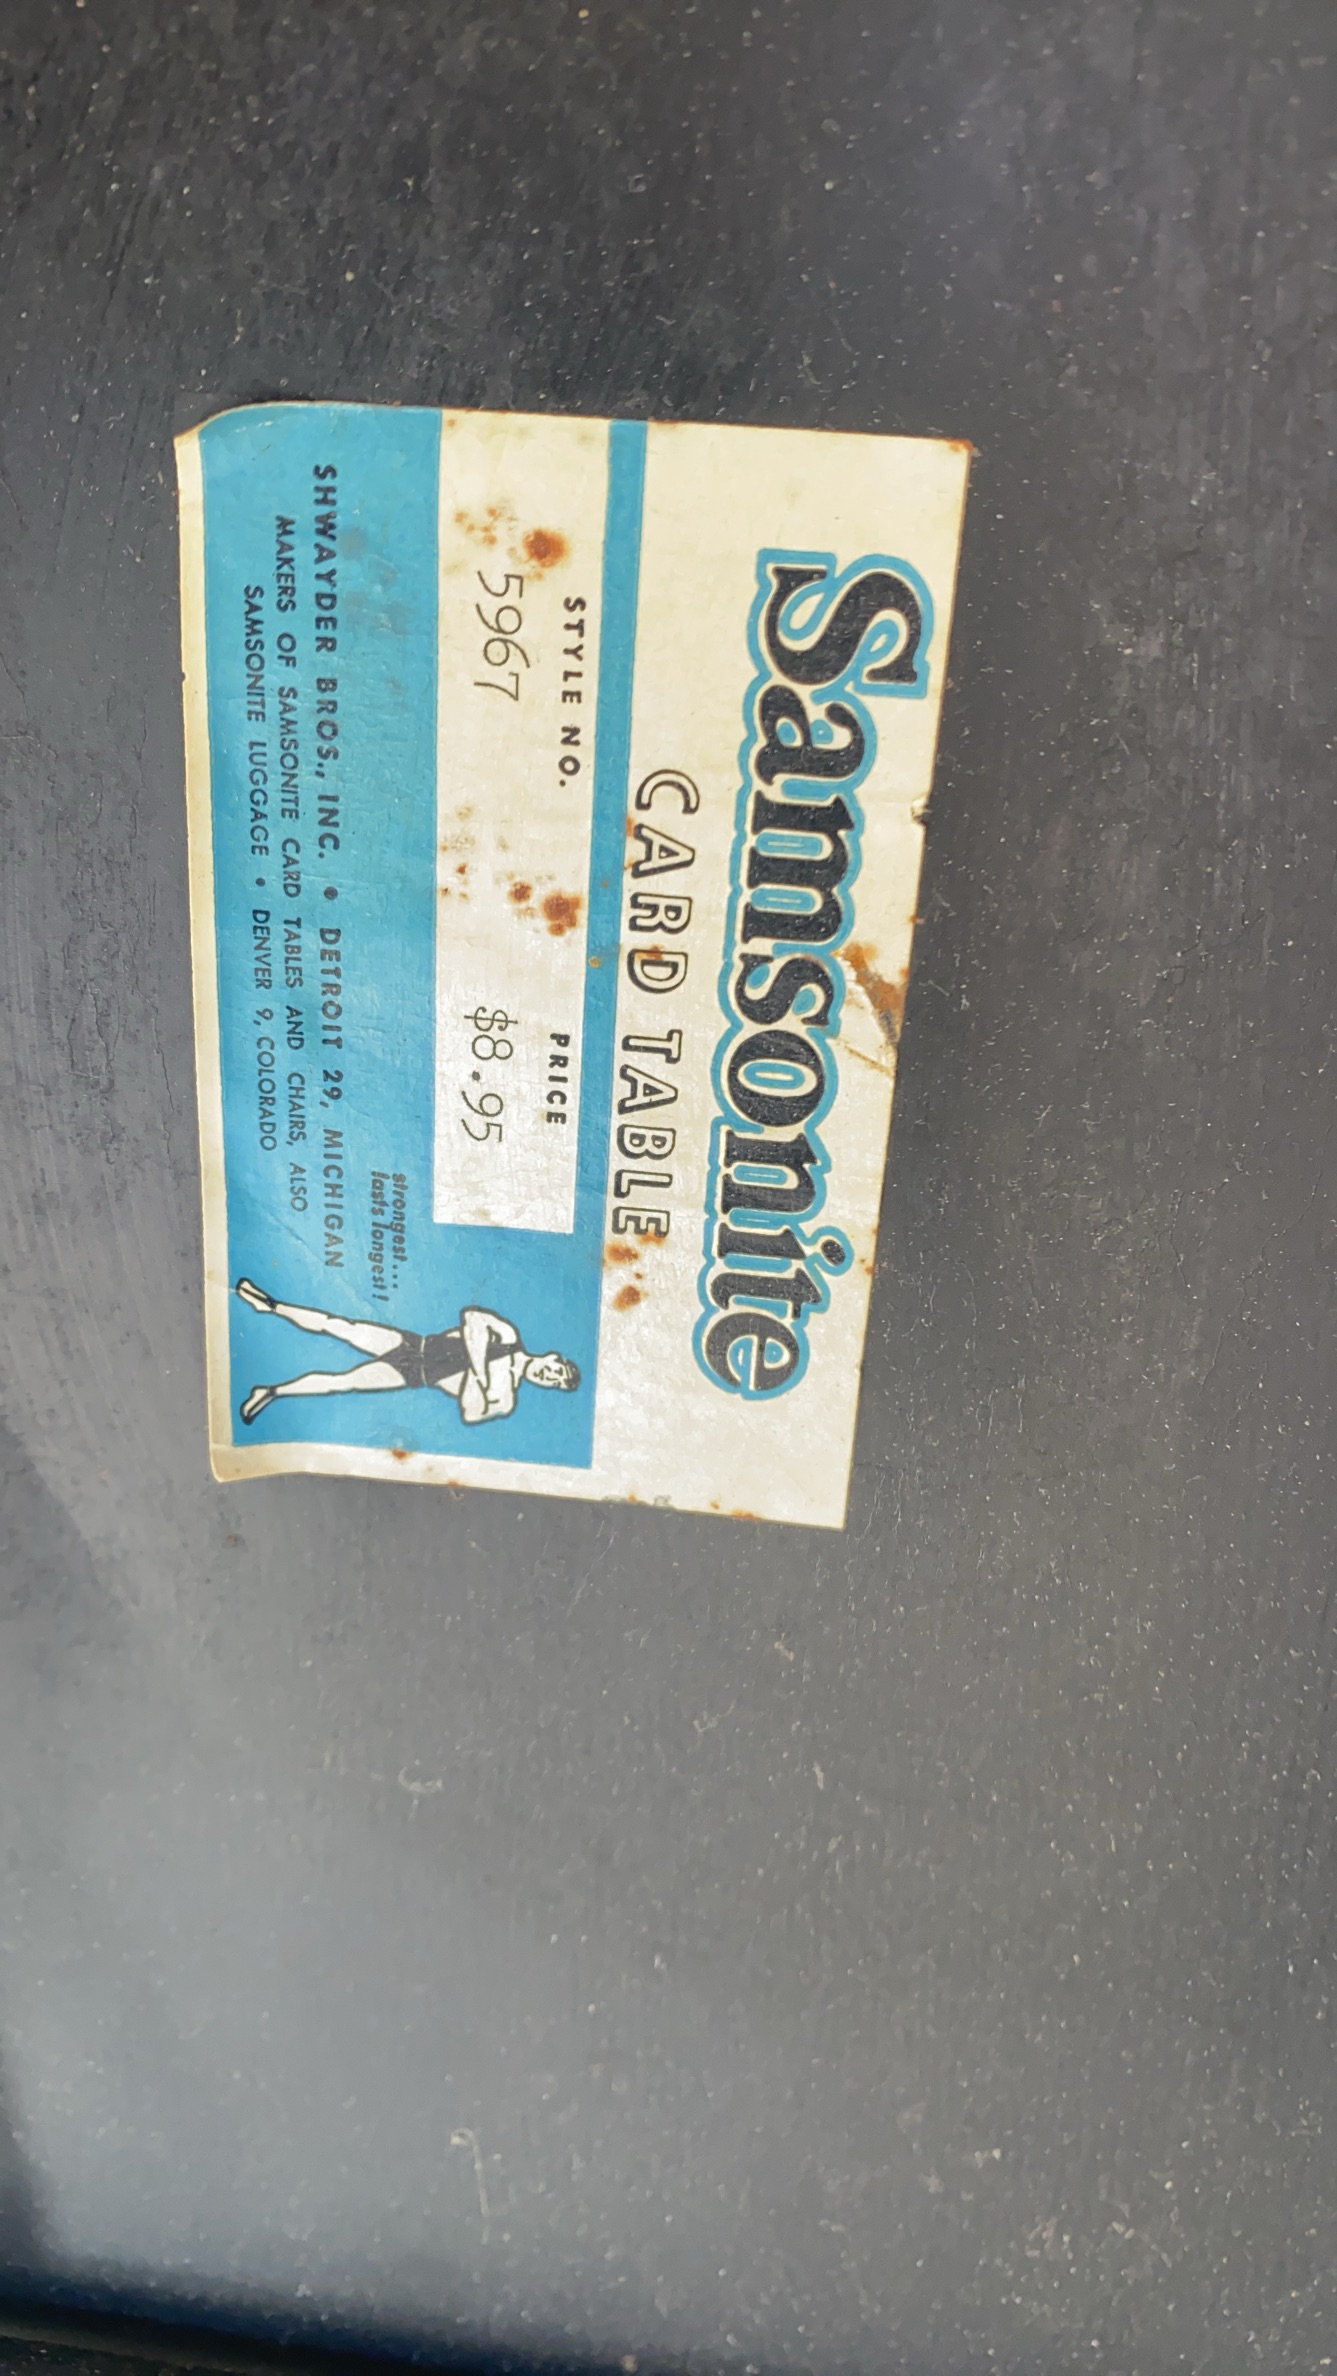 Samsonite
CARD TABLE
STYLE NO. PRICE
5967 $8.95
strongest...
lasts longest!
SHWAYDER BROS., INC. • DETROIT 29, MICHIGAN
MAKERS OF SAMSONITE CARD TABLES AND CHAIRS, ALSO
SAMSONITE LUGGAGE • DENVER 9, COLORADO